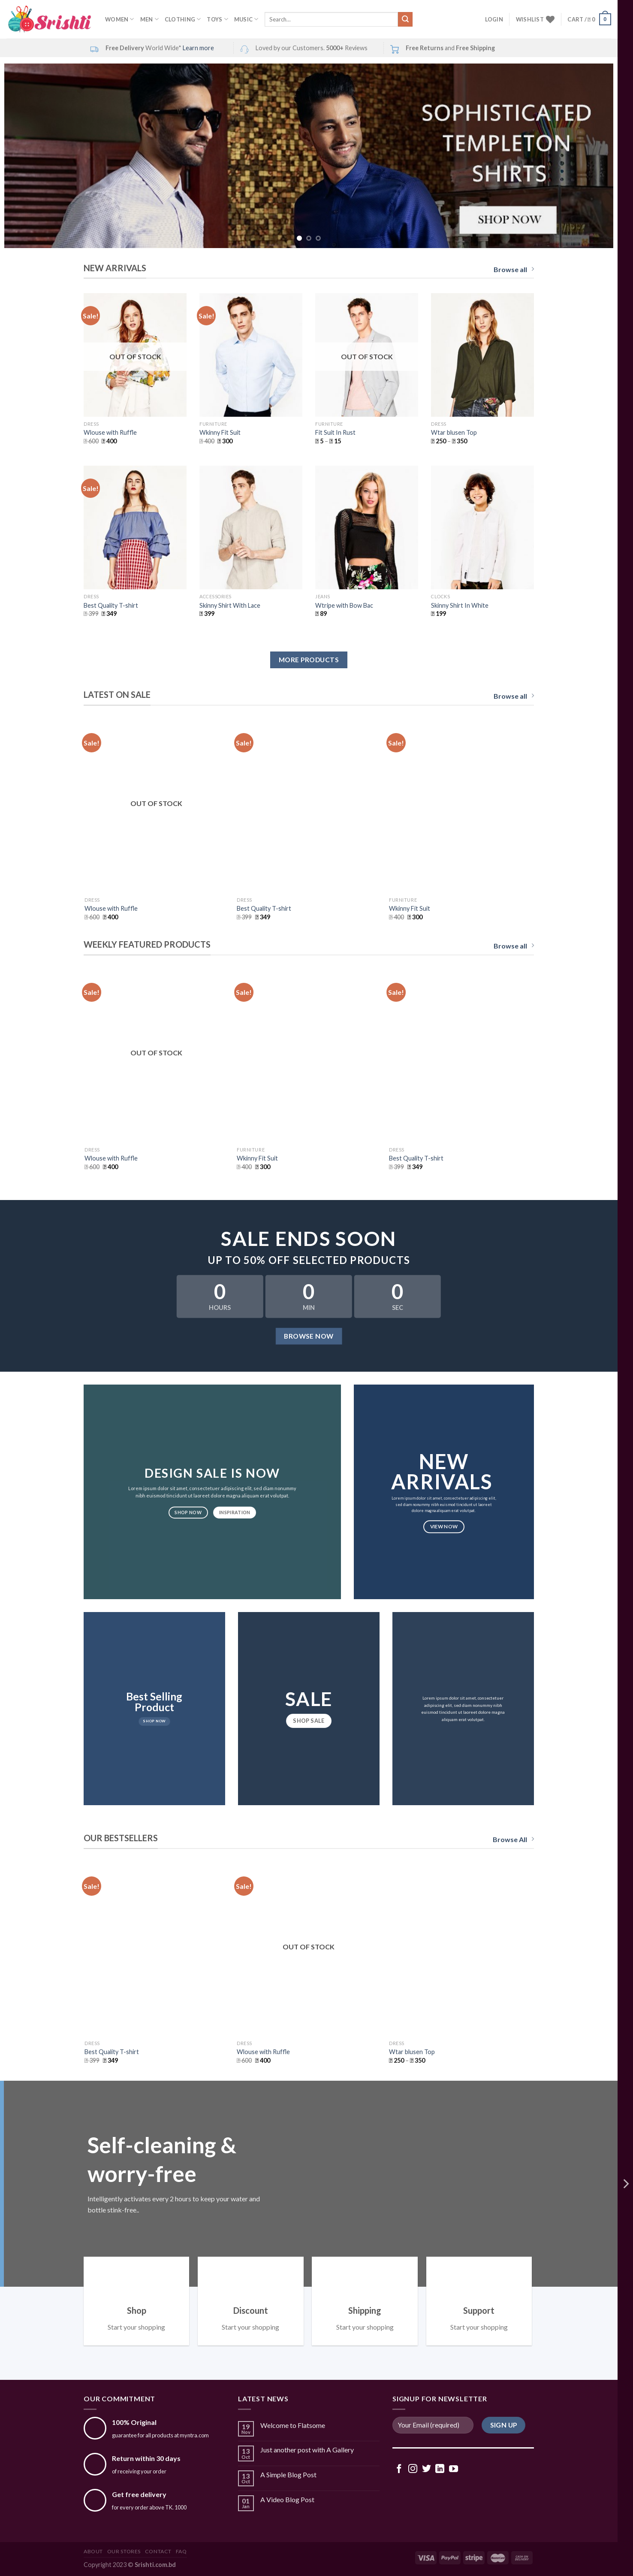 Srishti
WOMEN MEN CLOTHING TOYS MUSIC
Search...
LOGIN WISHLIST CART / 0 0
Free Delivery World Wide* Learn more
Loved by our Customers. 5000+ Reviews
Free Returns and Free Shipping
SOPHISTICATED
TEMPLETON
SHIRTS
SHOP NOW
NEW ARRIVALS
Browse all
Sale!
OUT OF STOCK
DRESS
Wlouse with Ruffle
600 400
Sale!
FURNITURE
Wkinny Fit Suit
400 300
OUT OF STOCK
FURNITURE
Fit Suit In Rust
5 – 15
DRESS
Wtar blusen Top
250 – 350
Sale!
DRESS
Best Quality T-shirt
399 349
ACCESSORIES
Skinny Shirt With Lace
399
JEANS
Wtripe with Bow Bac
89
CLOCKS
Skinny Shirt In White
199
MORE PRODUCTS
LATEST ON SALE
Browse all
Sale!
OUT OF STOCK
DRESS
Wlouse with Ruffle
600 400
Sale!
DRESS
Best Quality T-shirt
399 349
Sale!
FURNITURE
Wkinny Fit Suit
400 300
WEEKLY FEATURED PRODUCTS
Browse all
Sale!
OUT OF STOCK
DRESS
Wlouse with Ruffle
600 400
Sale!
FURNITURE
Wkinny Fit Suit
400 300
Sale!
DRESS
Best Quality T-shirt
399 349
SALE ENDS SOON
UP TO 50% OFF SELECTED PRODUCTS
0
HOURS
0
MIN
0
SEC
BROWSE NOW
DESIGN SALE IS NOW
Lorem ipsum dolor sit amet, consectetuer adipiscing elit, sed diam nonummy
nibh euismod tincidunt ut laoreet dolore magna aliquam erat volutpat.
SHOP NOW
INSPIRATION
NEW
ARRIVALS
Lorem ipsum dolor sit amet, consectetuer adipiscing elit,
sed diam nonummy nibh euismod tincidunt ut laoreet
dolore magna aliquam erat volutpat.
VIEW NOW
Best Selling
Product
SHOP NOW
SALE
SHOP SALE
Lorem ipsum dolor sit amet, consectetuer
adipiscing elit, sed diam nonummy nibh
euismod tincidunt ut laoreet dolore magna
aliquam erat volutpat.
OUR BESTSELLERS
Browse All
Sale!
DRESS
Best Quality T-shirt
399 349
Sale!
OUT OF STOCK
DRESS
Wlouse with Ruffle
600 400
DRESS
Wtar blusen Top
250 – 350
Self-cleaning &
worry-free
Intelligently activates every 2 hours to keep your water and
bottle stink-free..
Shop
Start your shopping
Discount
Start your shopping
Shipping
Start your shopping
Support
Start your shopping
OUR COMMITMENT
100% Original
guarantee for all products at myntra.com
Return within 30 days
of receiving your order
Get free delivery
for every order above TK. 1000
LATEST NEWS
19
Nov
Welcome to Flatsome
13
Oct
Just another post with A Gallery
13
Oct
A Simple Blog Post
01
Jan
A Video Blog Post
SIGNUP FOR NEWSLETTER
Your Email (required)
SIGN UP
ABOUT OUR STORES CONTACT FAQ
Copyright 2023 © Srishti.com.bd
VISA PayPal stripe MasterCard CASH ON DELIVERY